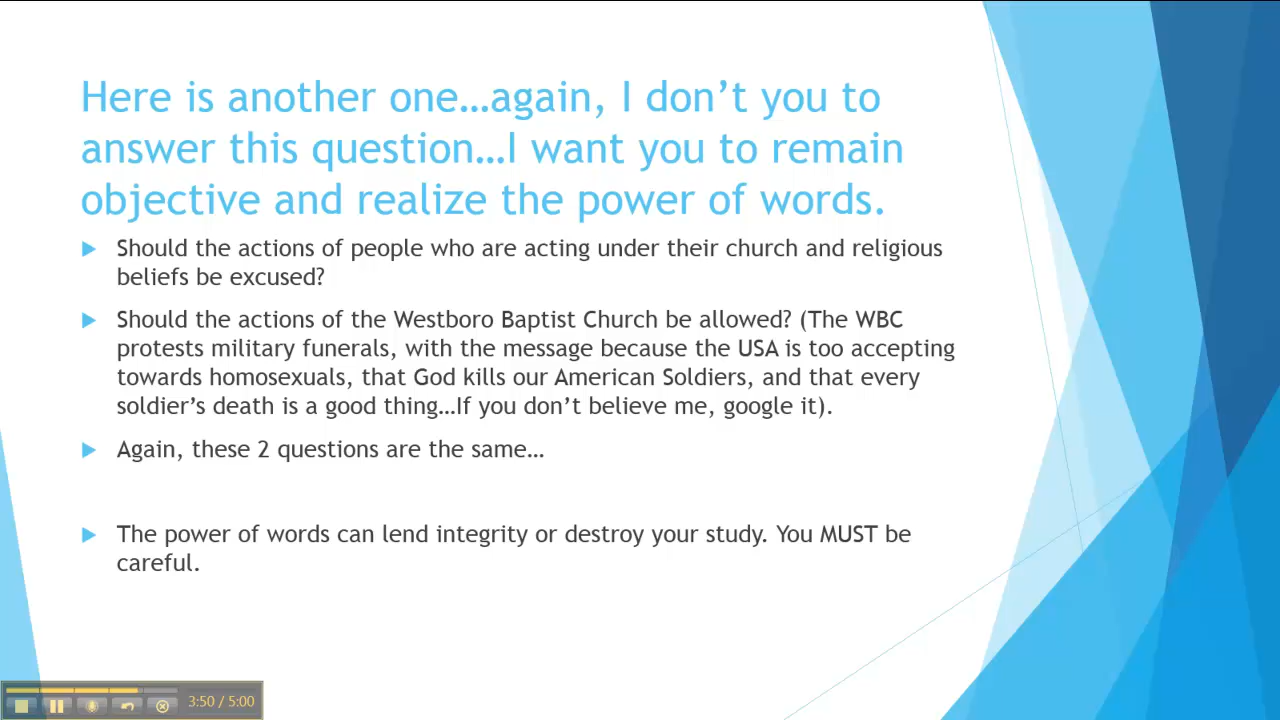 Here is another one…again, I don’t you to
answer this question…I want you to remain
objective and realize the power of words.
Should the actions of people who are acting under their church and religious
beliefs be excused?
Should the actions of the Westboro Baptist Church be allowed? (The WBC
protests military funerals, with the message because the USA is too accepting
towards homosexuals, that God kills our American Soldiers, and that every
soldier’s death is a good thing…If you don’t believe me, google it).
Again, these 2 questions are the same…
The power of words can lend integrity or destroy your study. You MUST be
careful.
3:50 / 5:00